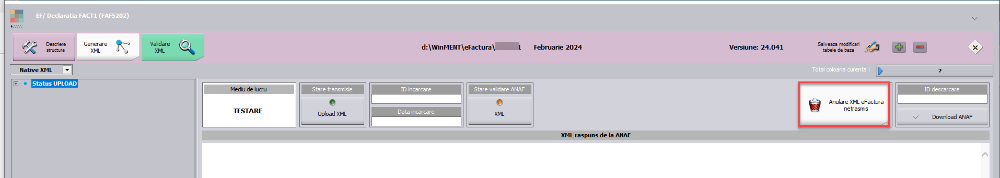 EF/ Declaratia FACT1 (FAF5202)
Descriere
structura
Generare
XML
Validare
XML
d:\WinMENT\eFactura\
Februarie 2024
Versiune: 24.041
Salveaza modificari
tabele de baza
Native XML
Total coloana curenta :
?
Status UPLOAD
Mediu de lucru
TESTARE
Stare transmisie
Upload XML
ID incarcare
Data incarcare
Stare validare ANAF
XML
Anulare XML eFactura
netrasmis
ID descarcare
Download ANAF
XML raspuns de la ANAF